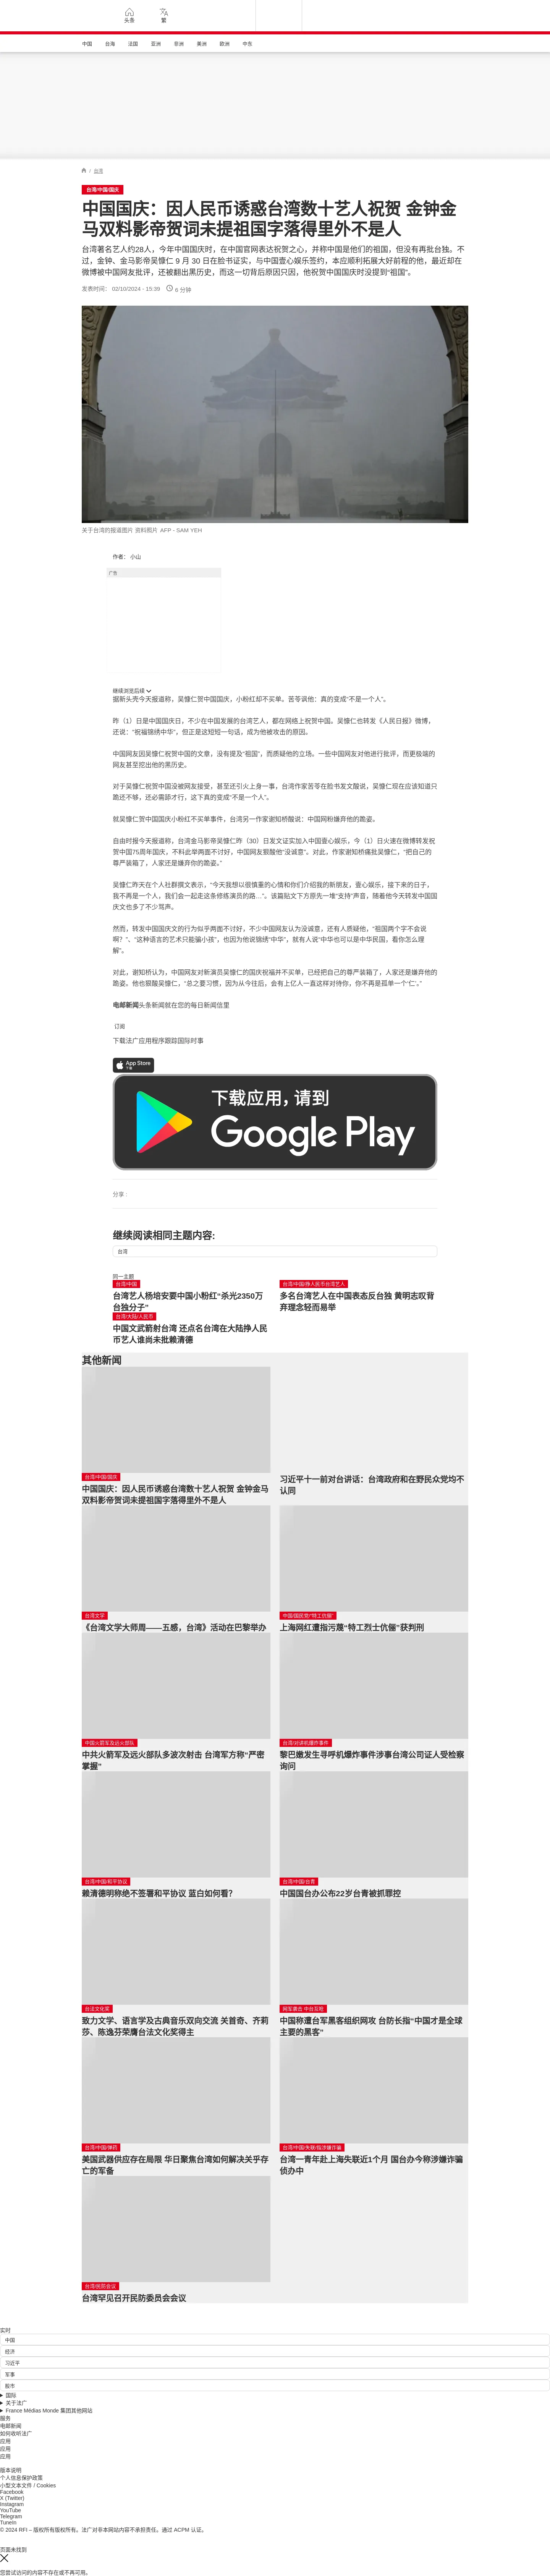 头条
繁
中国
台海
法国
亚洲
非洲
美洲
欧洲
中东
/ 台湾
台湾/中国/国庆
中国国庆：因人民币诱惑台湾数十艺人祝贺 金钟金
马双料影帝贺词未提祖国字落得里外不是人
台湾著名艺人约28人，今年中国国庆时，在中国官网表达祝贺之心，并称中国是他们的祖国，但没有再批台独。不
过，金钟、金马影帝吴慷仁 9 月 30 日在脸书证实，与中国壹心娱乐签约，本应顺利拓展大好前程的他，最近却在
微博被中国网友批评，还被翻出黑历史，而这一切背后原因只因，他祝贺中国国庆时没提到“祖国”。
发表时间： 02/10/2024 - 15:39
6 分钟
关于台湾的报道图片 资料照片 AFP - SAM YEH
作者： 小山
广告
继续浏览后续
据新头壳今天报道称，吴慷仁贺中国国庆，小粉红却不买单。苦苓讽他：真的变成“不是一个人”。
昨（1）日是中国国庆日，不少在中国发展的台湾艺人，都在网络上祝贺中国。吴慷仁也转发《人民日报》微博，
还说：“祝福锦绣中华”，但正是这短短一句话，成为他被攻击的原因。
中国网友因吴慷仁祝贺中国的文章，没有提及“祖国”，而质疑他的立场。一些中国网友对他进行批评，而更极端的
网友甚至挖出他的黑历史。
对于吴慷仁祝贺中国没被网友接受，甚至还引火上身一事，台湾作家苦苓在脸书发文酸说，吴慷仁现在应该知道只
跪还不够，还必需跪才行，这下真的变成“不是一个人”。
就吴慷仁贺中国国庆小粉红不买单事件，台湾另一作家谢知桥酸说：中国网粉嫌弃他的跪姿。
自由时报今天报道称，台湾金马影帝吴慷仁昨（30）日发文证实加入中国壹心娱乐，今（1）日火速在微博转发祝
贺中国75周年国庆，不料此举两面不讨好，中国网友狠酸他“没诚意”。对此，作家谢知桥痛批吴慷仁，“把自己的
尊严装箱了，人家还是嫌弃你的跪姿。”
吴慷仁昨天在个人社群撰文表示，“今天我想以很慎重的心情和你们介绍我的新朋友，壹心娱乐，接下来的日子，
我不再是一个人，我们会一起走这条修练演员的路…”。该篇贴文下方原先一堆“支持”声音，随着他今天转发中国国
庆文也多了不少骂声。
然而，转发中国国庆文的行为似乎两面不讨好，不少中国网友认为没诚意，还有人质疑他，“祖国两个字不会说
啊？”、“这种语言的艺术只能骗小孩”，也因为他说锦绣“中华”，就有人说“中华也可以是中华民国，看你怎么理
解”。
对此，谢知桥认为，中国网友对新演员吴慷仁的国庆祝福并不买单，已经把自己的尊严装箱了，人家还是嫌弃他的
跪姿。他也狠酸吴慷仁，“总之要习惯，因为从今往后，会有上亿人一直这样对待你，你不再是孤单一个‘仁’。”
电邮新闻头条新闻就在您的每日新闻信里
订阅
下载法广应用程序跟踪国际时事
App Store
下载
下载应用，请到
Google Play
分享 :
继续阅读相同主题内容:
台湾
同一主题
台湾/中国
台湾艺人杨培安要中国小粉红“杀光2350万
台独分子”
台湾/中国/挣人民币台湾艺人
多名台湾艺人在中国表态反台独 黄明志叹背
弃理念轻而易举
台湾/大陆/人民币
中国文武箭射台湾 还点名台湾在大陆挣人民
币艺人谁尚未批赖清德
其他新闻
台湾/中国/国庆
中国国庆：因人民币诱惑台湾数十艺人祝贺 金钟金马
双料影帝贺词未提祖国字落得里外不是人
习近平十一前对台讲话：台湾政府和在野民众党均不
认同
台湾文学
《台湾文学大师周——五感，台湾》活动在巴黎举办
中国/国民党/“特工伉俪”
上海网红遭指污蔑“特工烈士伉俪”获判刑
中国火箭军及远火部队
中共火箭军及远火部队多波次射击 台湾军方称“严密
掌握”
台湾/对讲机爆炸事件
黎巴嫩发生寻呼机爆炸事件涉事台湾公司证人受检察
询问
台湾/中国/和平协议
赖清德明称绝不签署和平协议 蓝白如何看？
台湾/中国/台青
中国国台办公布22岁台青被抓罪控
台法文化奖
致力文学、语言学及古典音乐双向交流 关首奇、齐莉
莎、陈逸芬荣膺台法文化奖得主
网军袭击 中台互呛
中国称遭台军黑客组织网攻 台防长指“中国才是全球
主要的黑客”
台湾/中国/弹药
美国武器供应存在局限 华日聚焦台湾如何解决关乎存
亡的军备
台湾/中国/失联/指涉嫌诈骗
台湾一青年赴上海失联近1个月 国台办今称涉嫌诈骗
侦办中
台湾/民防会议
台湾罕见召开民防委员会会议
实时
中国
经济
习近平
军事
股市
国际
关于法广
France Médias Monde 集团其他网站
服务
电邮新闻
如何收听法广
应用
应用
应用
版本说明
个人信息保护政策
小型文本文件 / Cookies
Facebook
X (Twitter)
Instagram
YouTube
Telegram
TuneIn
© 2024 RFI – 版权所有版权所有。法广对非本网站内容不承担责任。通过 ACPM 认证。
页面未找到
您尝试访问的内容不存在或不再可用。